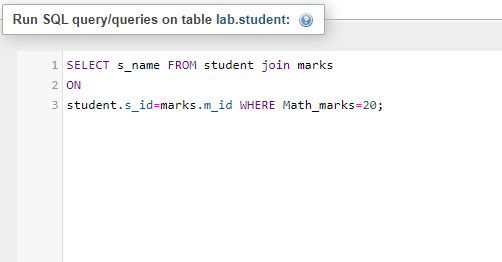 Run SQL query/queries on table lab.student:
1 SELECT s_name FROM student join marks
2 ON
3 student.s_id=marks.m_id WHERE Math_marks=20;